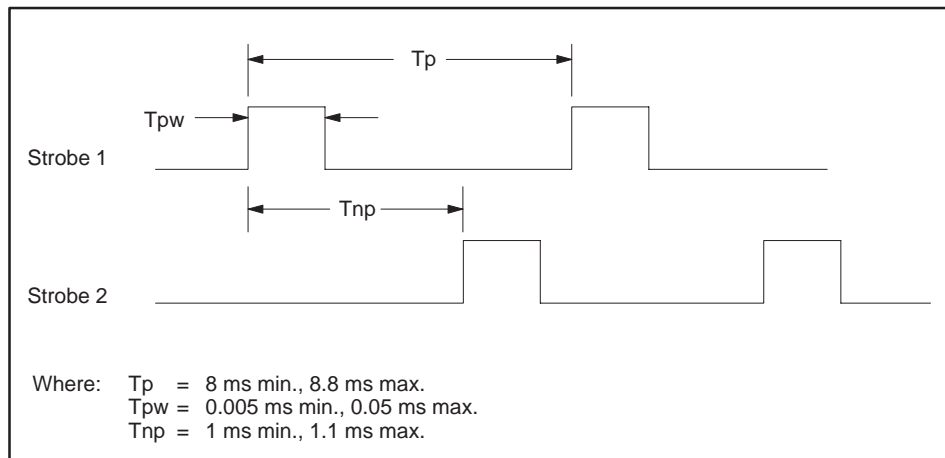 Tp
Tpw
Strobe 1
Tnp
Strobe 2
Where: Tp = 8 ms min., 8.8 ms max.
Tpw = 0.005 ms min., 0.05 ms max.
Tnp = 1 ms min., 1.1 ms max.